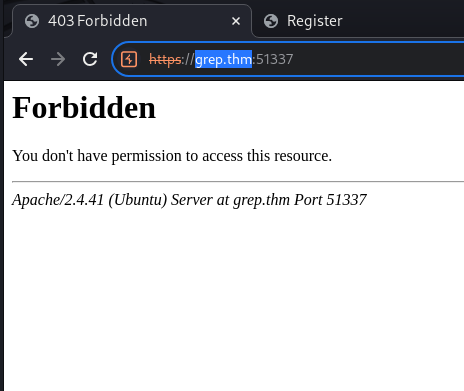 403 Forbidden
Register
https://grep.thm:51337
Forbidden
You don't have permission to access this resource.
Apache/2.4.41 (Ubuntu) Server at grep.thm Port 51337